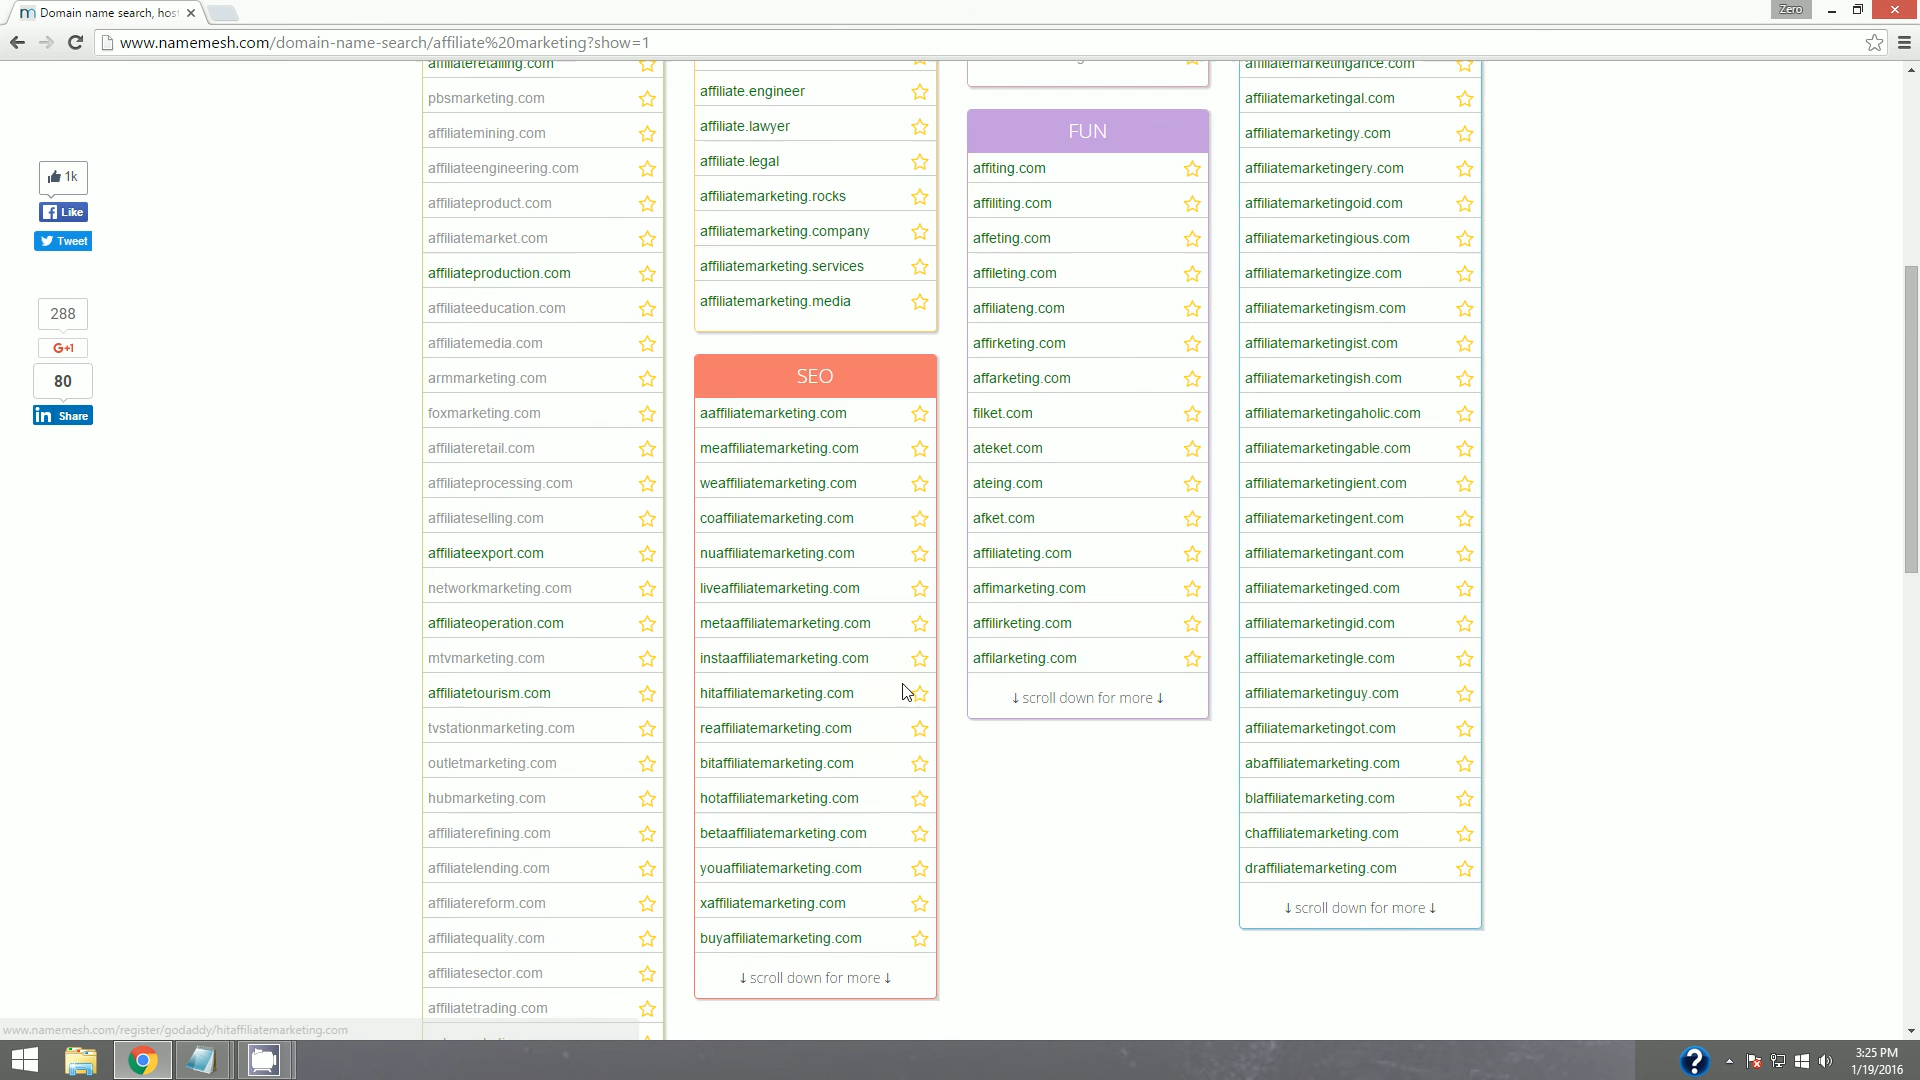 Domain name search, hos
Zero
www.namemesh.com/domain-name-search/affiliate%20marketing?show=1
1k
Like
Tweet
288
G+1
80
in Share
affiliateretailing.com
pbsmarketing.com
affiliatemining.com
affiliateengineering.com
affiliateproduct.com
affiliatemarket.com
affiliateproduction.com
affiliateeducation.com
affiliatemedia.com
armmarketing.com
foxmarketing.com
affiliateretail.com
affiliateprocessing.com
affiliateselling.com
affiliateexport.com
networkmarketing.com
affiliateoperation.com
mtvmarketing.com
affiliatetourism.com
tvstationmarketing.com
outletmarketing.com
hubmarketing.com
affiliaterefining.com
affiliatelending.com
affiliatereform.com
affiliatequality.com
affiliatesector.com
affiliatetrading.com
affiliate.engineer
affiliate.lawyer
affiliate.legal
affiliatemarketing.rocks
affiliatemarketing.company
affiliatemarketing.services
affiliatemarketing.media
SEO
aaffiliatemarketing.com
meaffiliatemarketing.com
weaffiliatemarketing.com
coaffiliatemarketing.com
nuaffiliatemarketing.com
liveaffiliatemarketing.com
metaaffiliatemarketing.com
instaaffiliatemarketing.com
hitaffiliatemarketing.com
reaffiliatemarketing.com
bitaffiliatemarketing.com
hotaffiliatemarketing.com
betaaffiliatemarketing.com
youaffiliatemarketing.com
xaffiliatemarketing.com
buyaffiliatemarketing.com
↓ scroll down for more ↓
FUN
affiting.com
affiliting.com
affeting.com
affileting.com
affiliateng.com
affirketing.com
affarketing.com
filket.com
ateket.com
ateing.com
afket.com
affiliateting.com
affimarketing.com
affilirketing.com
affilarketing.com
↓ scroll down for more ↓
affiliatemarketingance.com
affiliatemarketingal.com
affiliatemarketingy.com
affiliatemarketingery.com
affiliatemarketingoid.com
affiliatemarketingious.com
affiliatemarketingize.com
affiliatemarketingism.com
affiliatemarketingist.com
affiliatemarketingish.com
affiliatemarketingaholic.com
affiliatemarketingable.com
affiliatemarketingient.com
affiliatemarketingent.com
affiliatemarketingant.com
affiliatemarketinged.com
affiliatemarketingid.com
affiliatemarketingle.com
affiliatemarketinguy.com
affiliatemarketingot.com
abaffiliatemarketing.com
blaffiliatemarketing.com
chaffiliatemarketing.com
draffiliatemarketing.com
↓ scroll down for more ↓
www.namemesh.com/register/godaddy/hitaffiliatemarketing.com
3:25 PM
1/19/2016